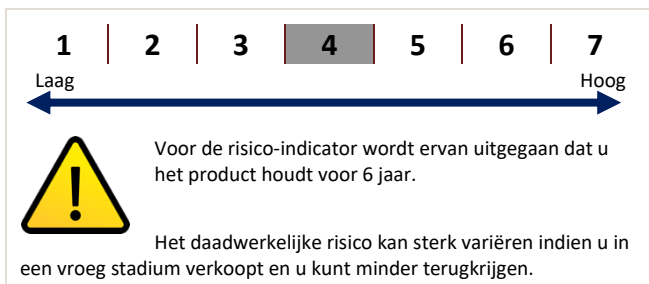 1 2 3 4 5 6 7
Laag Hoog
Voor de risico-indicator wordt ervan uitgegaan dat u
het product houdt voor 6 jaar.
Het daadwerkelijke risico kan sterk variëren indien u in
een vroeg stadium verkoopt en u kunt minder terugkrijgen.